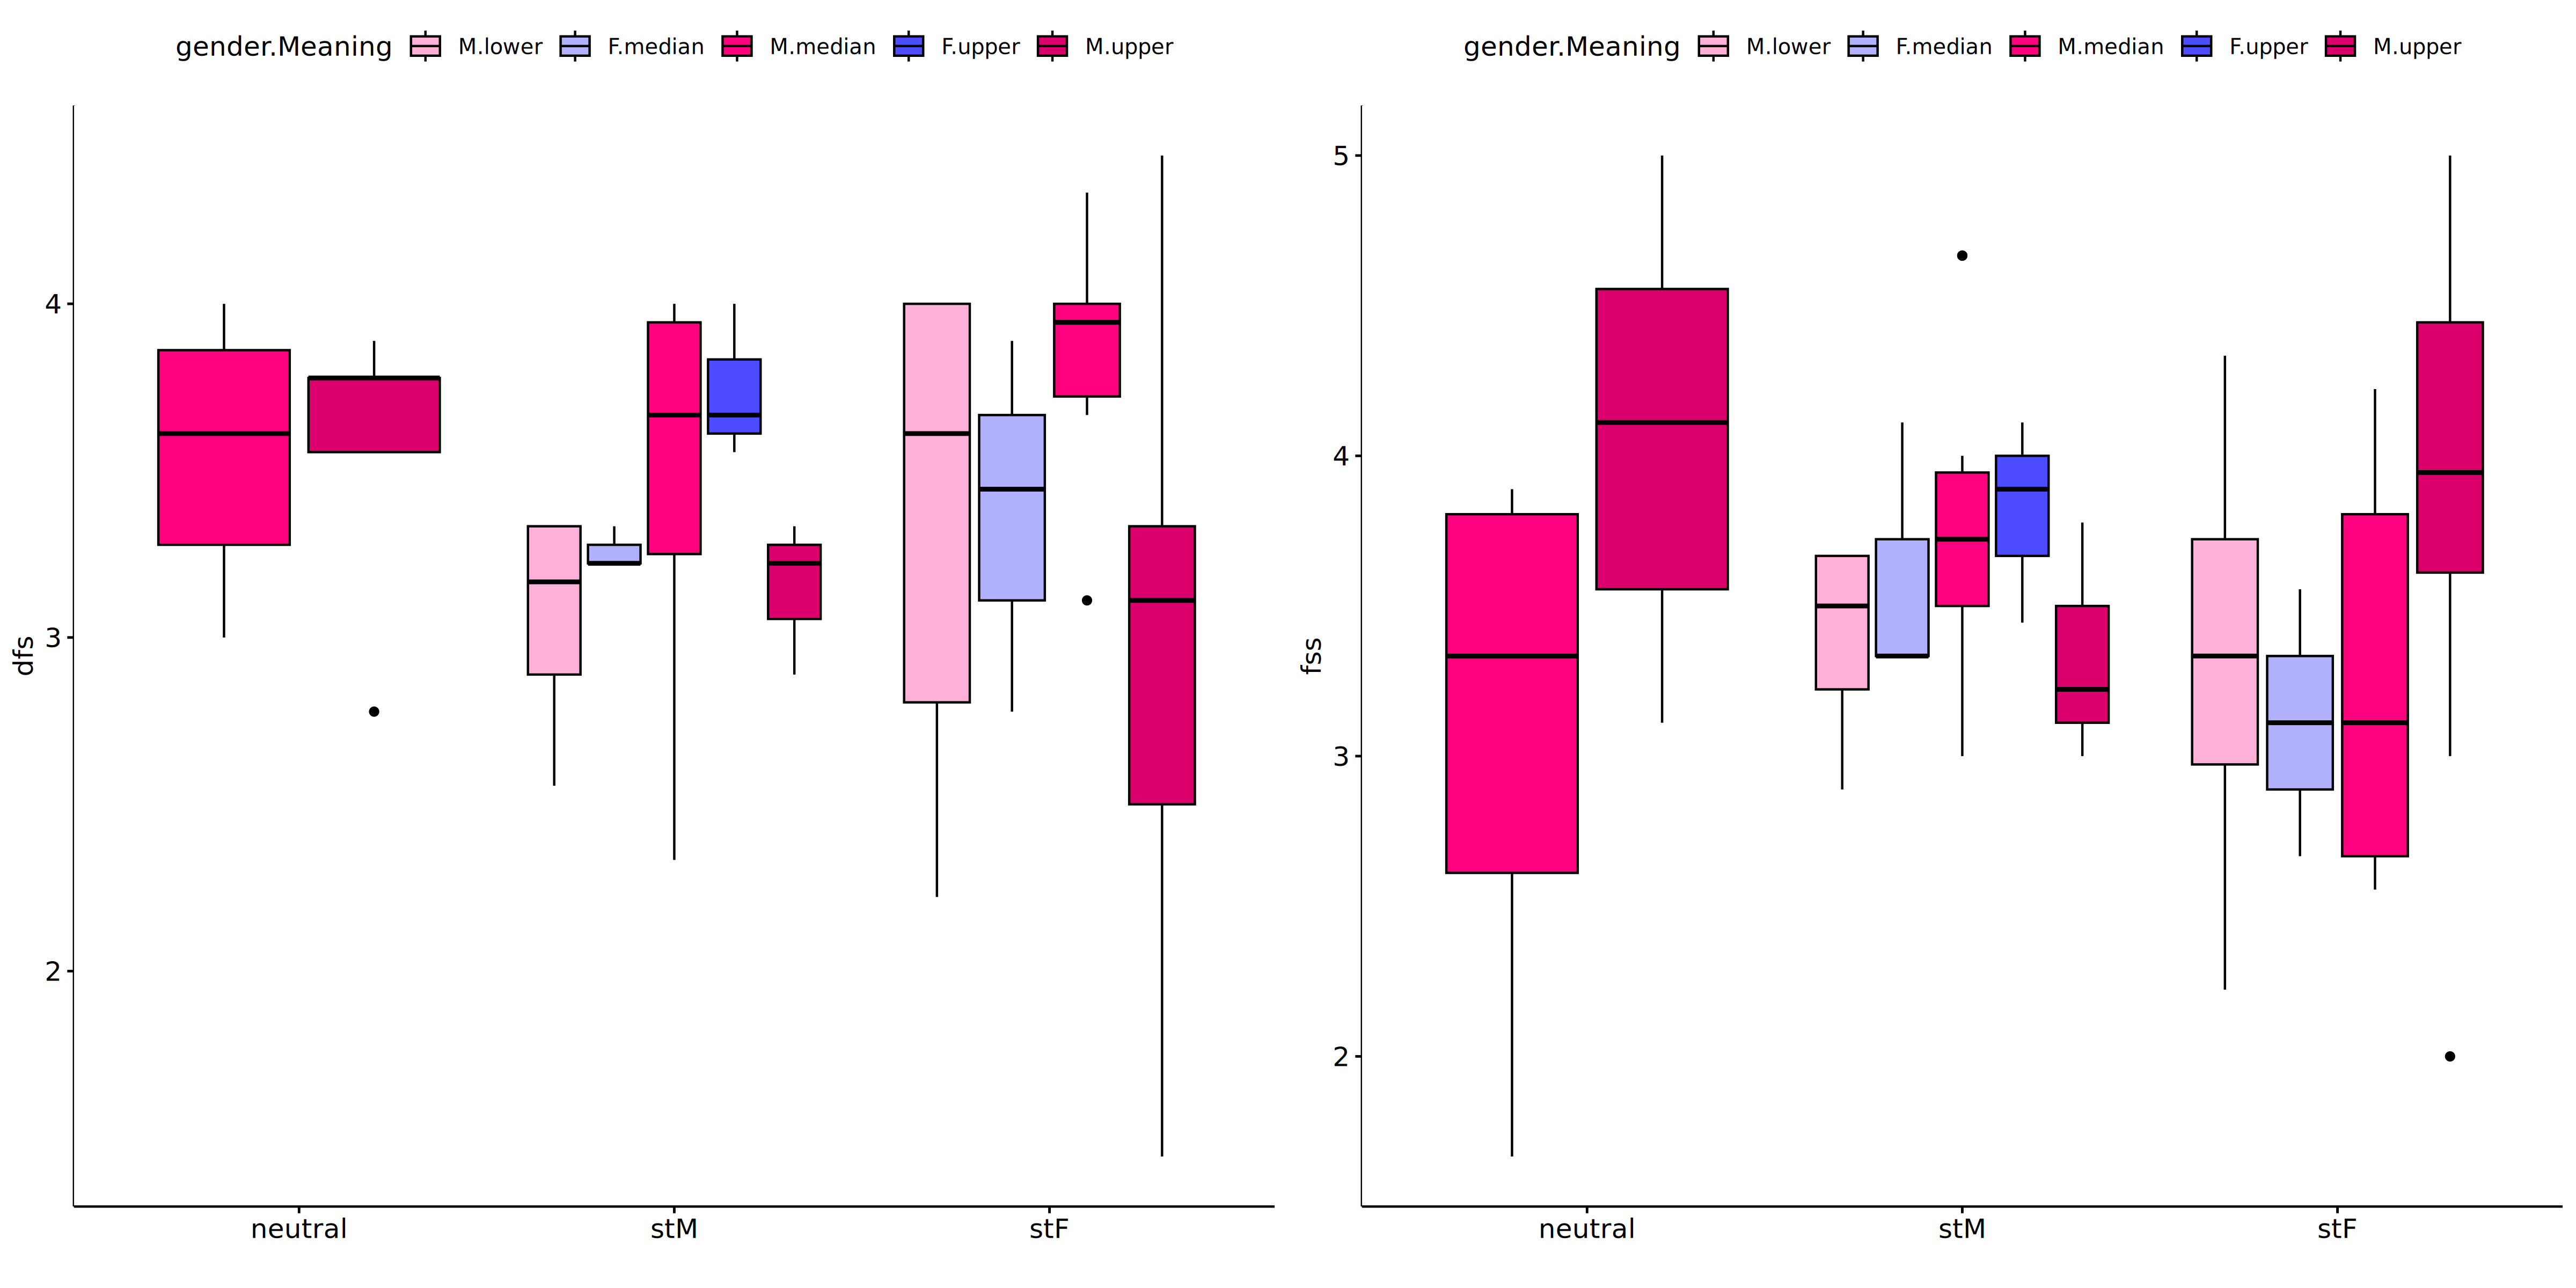 gender.Meaning M.lower F.median M.median F.upper M.upper
4
3
2
dfs
neutral stM stF
gender.Meaning M.lower F.median M.median F.upper M.upper
5
4
3
2
fss
neutral stM stF